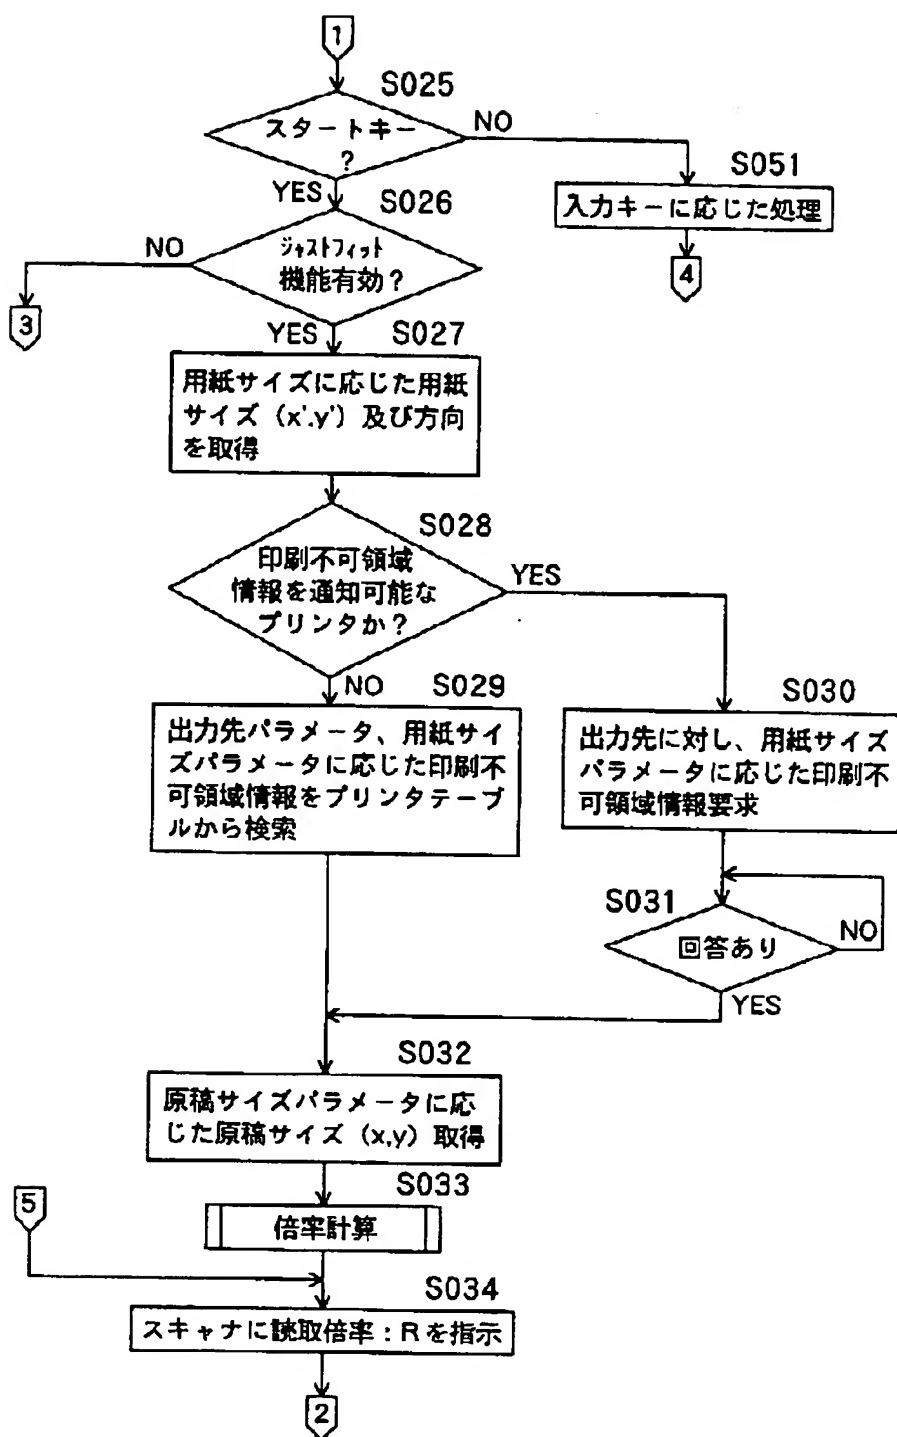 1
S025
スタートキー
?
NO
YES
S051
入力キーに応じた処理
4
S026
ジャストフィット
機能有効?
NO
3
YES
S027
用紙サイズに応じた用紙
サイズ(x',y')及び方向
を取得
S028
印刷不可領域
情報を通知可能な
プリンタか?
YES
NO
S029
出力先パラメータ、用紙サイ
ズパラメータに応じた印刷不
可領域情報をプリンタテーブ
ルから検索
S030
出力先に対し、用紙サイズ
パラメータに応じた印刷不
可領域情報要求
S031
回答あり
NO
YES
S032
原稿サイズパラメータに応
じた原稿サイズ(x,y)取得
S033
倍率計算
5
S034
スキャナに読取倍率:Rを指示
2